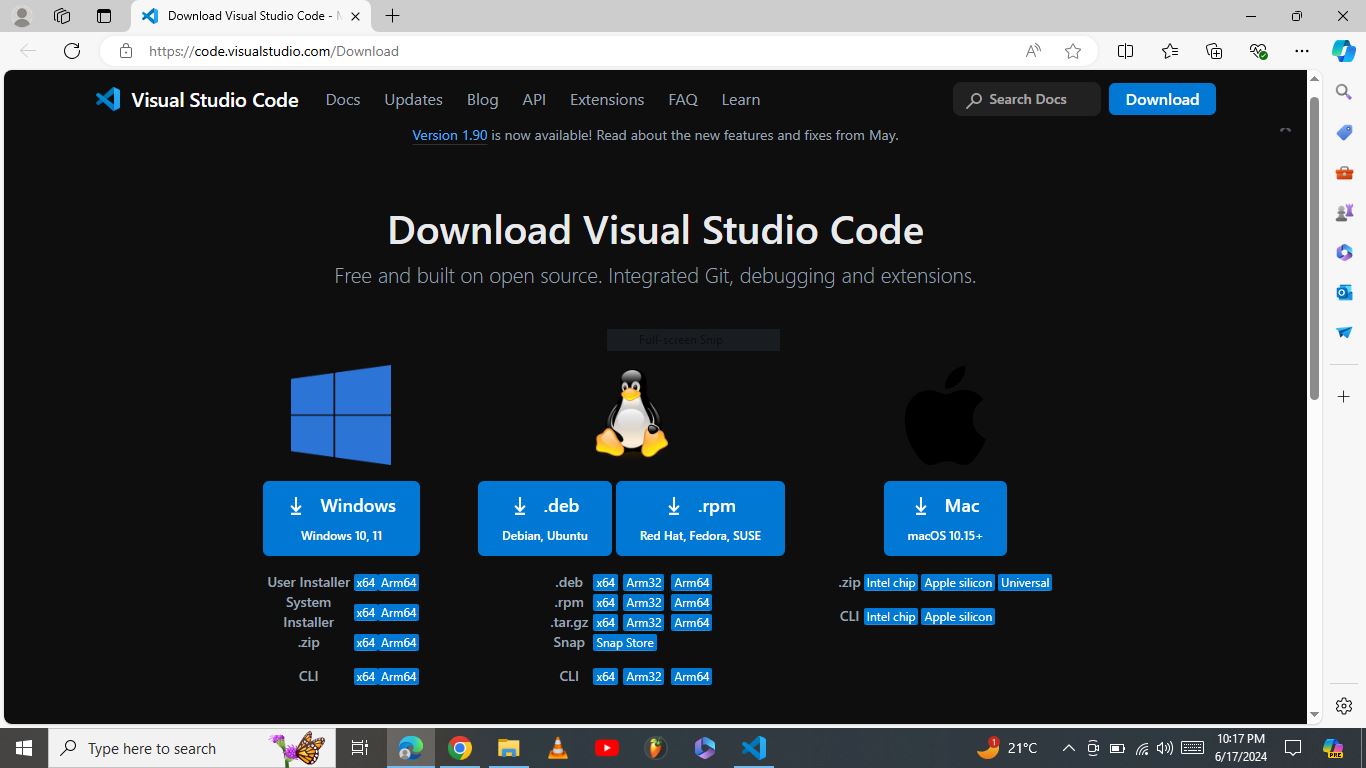 Download Visual Studio Code - M
https://code.visualstudio.com/Download
Visual Studio Code Docs Updates Blog API Extensions FAQ Learn Search Docs Download
Version 1.90 is now available! Read about the new features and fixes from May.
Download Visual Studio Code
Free and built on open source. Integrated Git, debugging and extensions.
Full-screen Snip
Windows
Windows 10, 11
User Installer x64 Arm64
System
Installer x64 Arm64
.zip x64 Arm64
CLI x64 Arm64
.deb
Debian, Ubuntu
.rpm
Red Hat, Fedora, SUSE
.deb x64 Arm32 Arm64
.rpm x64 Arm32 Arm64
.tar.gz x64 Arm32 Arm64
Snap Snap Store
CLI x64 Arm32 Arm64
Mac
macOS 10.15+
.zip Intel chip Apple silicon Universal
CLI Intel chip Apple silicon
Type here to search
1
21°C
10:17 PM
6/17/2024
PRE